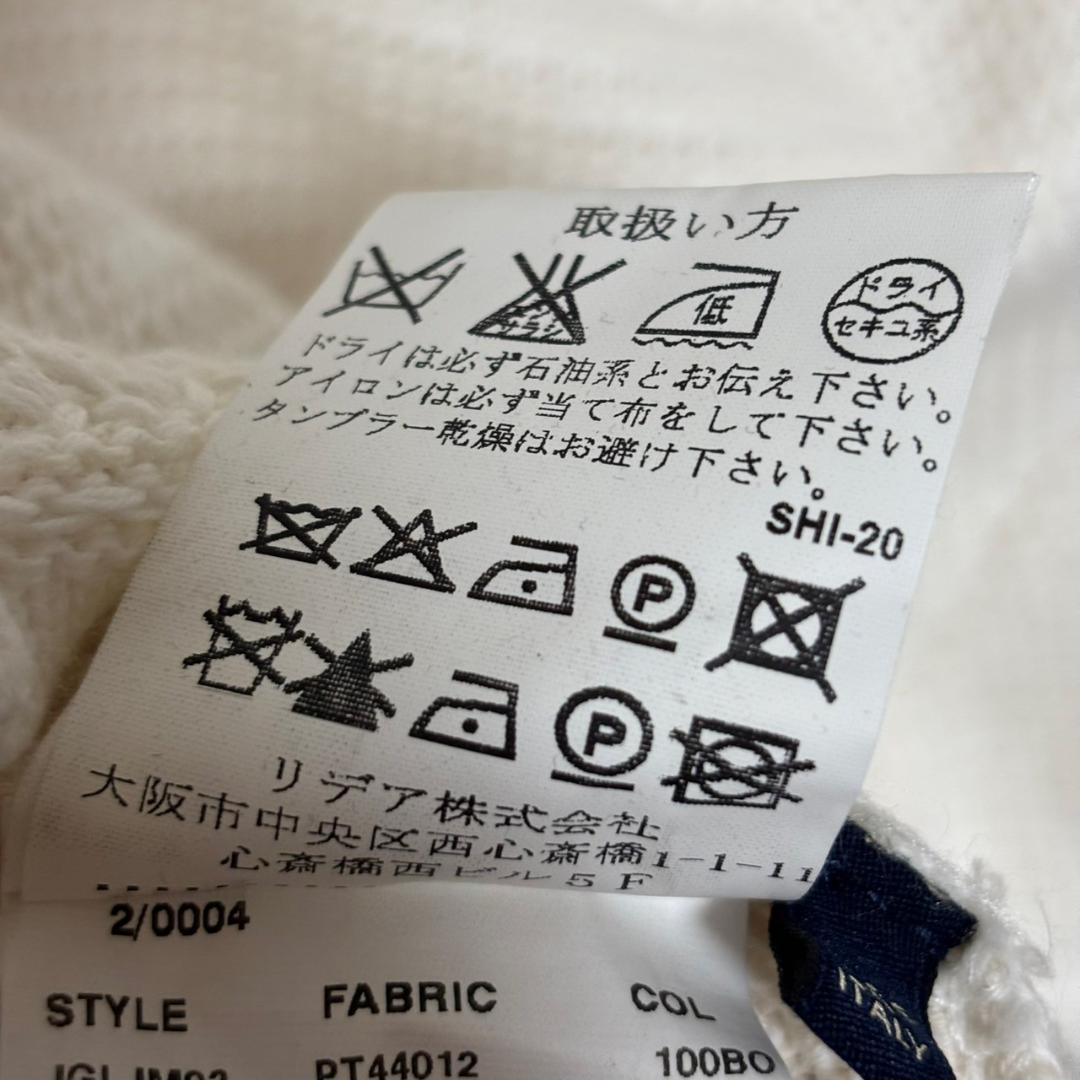 取扱い方
サラシ
低
ドライ
セキユ系
ドライは必ず石油系とお伝え下さい。
アイロンは必ず当て布をして下さい。
タンブラー乾燥はお避け下さい。
SHI-20
P
P
リデア株式会社
大阪市中央区西心斎橋1-1-11
心斎橋西ビル5F
2/0004
STYLE FABRIC COL
PT44012 100BO
ITALY